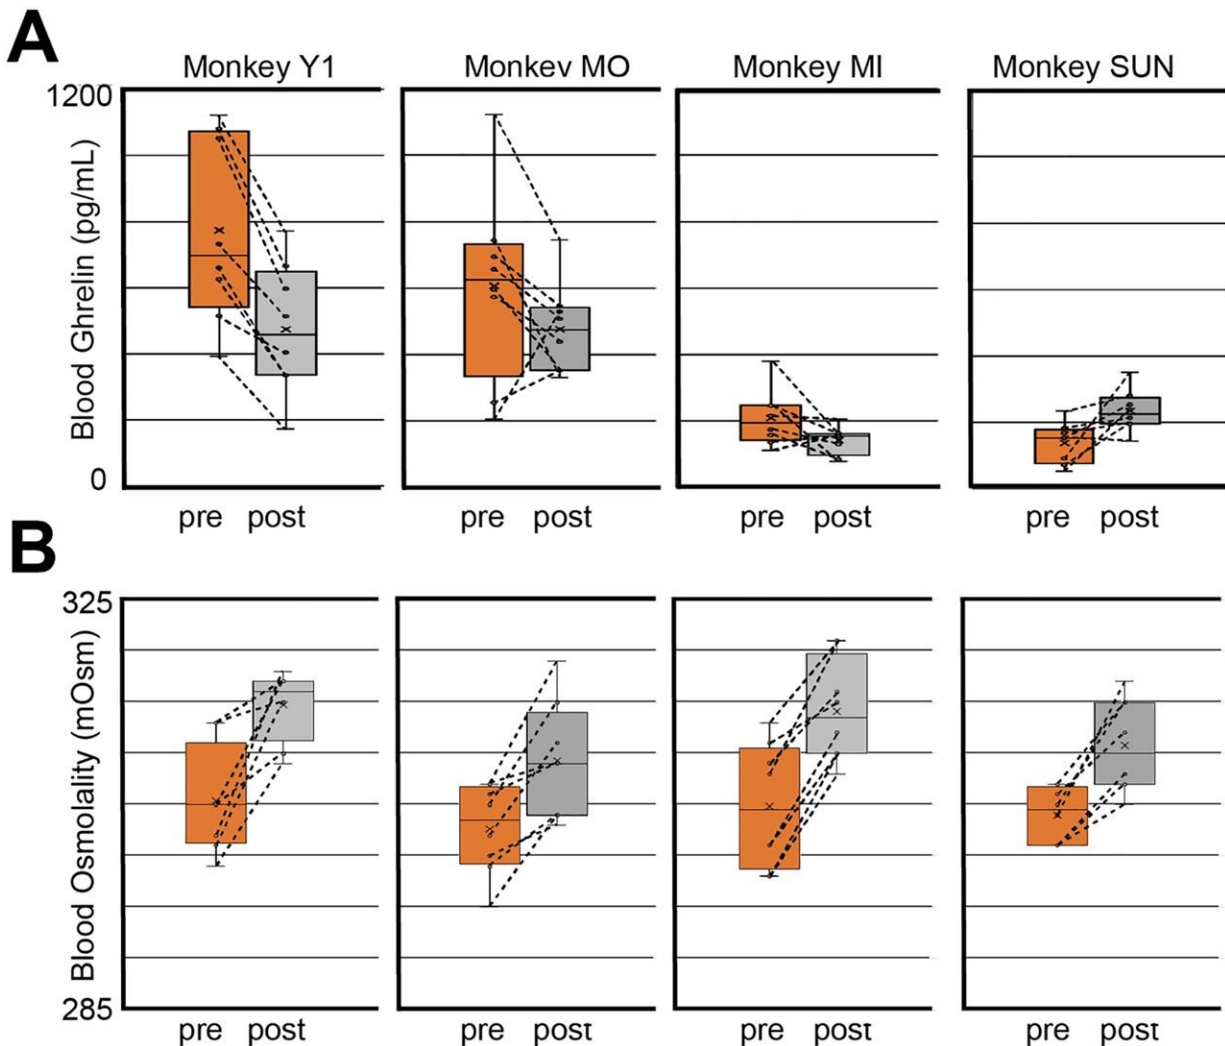 A
Monkey Y1 Monkev MO Monkey MI Monkey SUN
1200
Blood Ghrelin (pg/mL)
0
pre post pre post pre post pre post
B
325
Blood Osmolality (mOsm)
285
pre post pre post pre post pre post